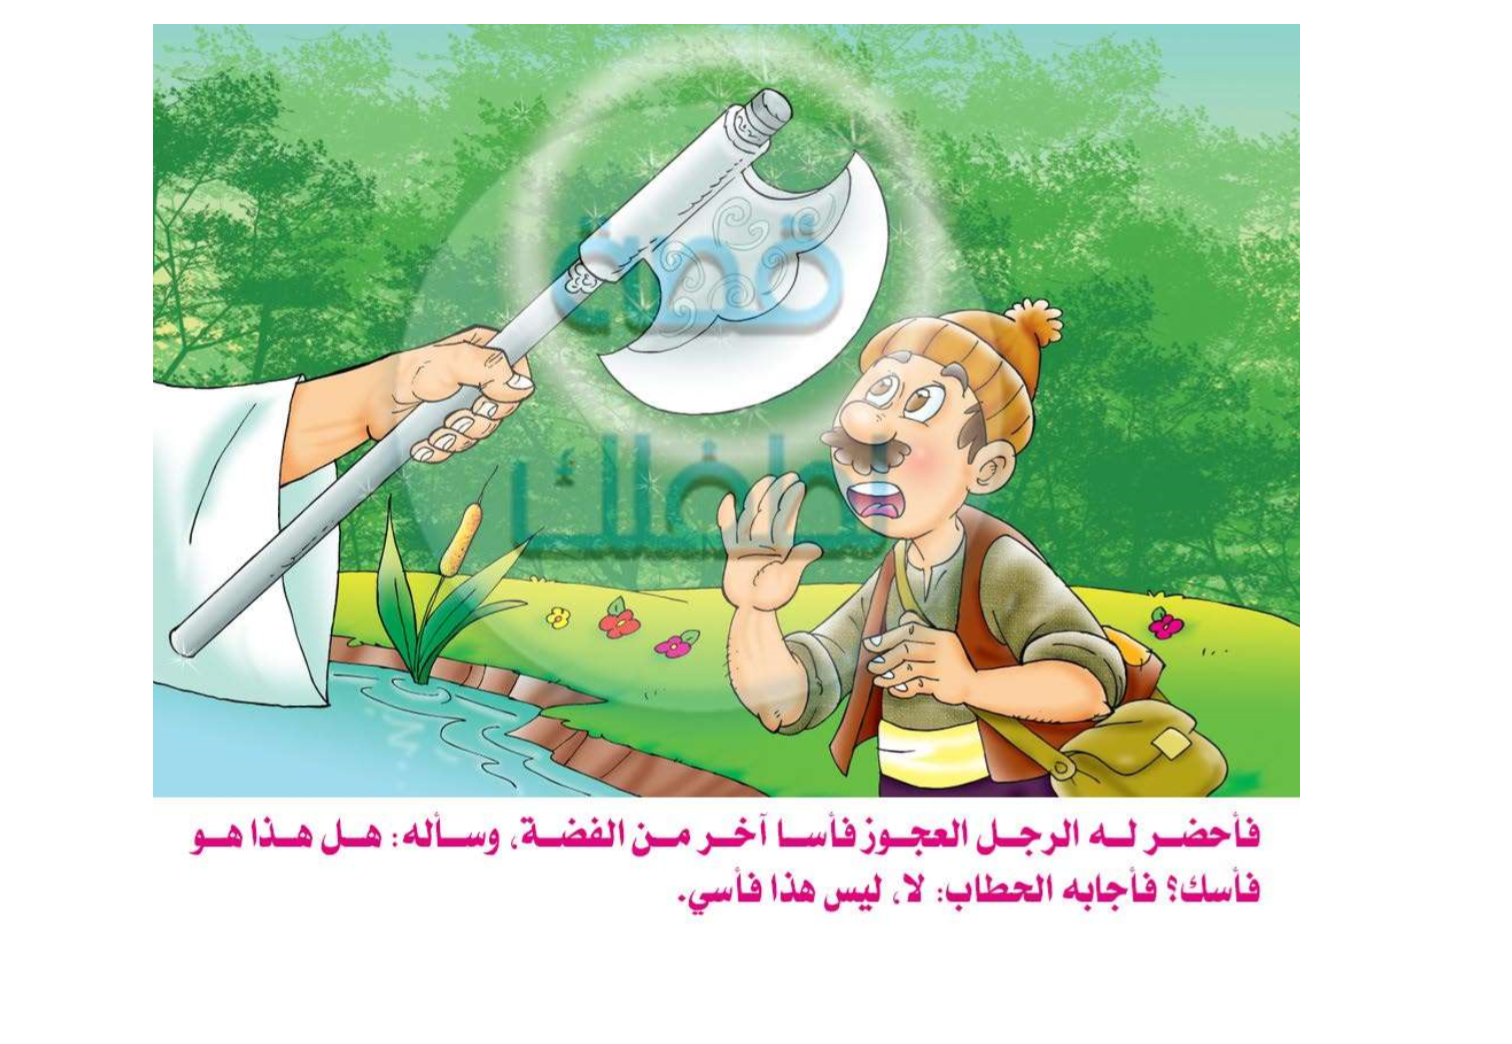 قصة
لطفلك
فأحضر له الرجل العجوز فأسا آخر من الفضة، وسأله: هل هذا هو
فأسك؟ فأجابه الحطاب: لا، ليس هذا فأسي.